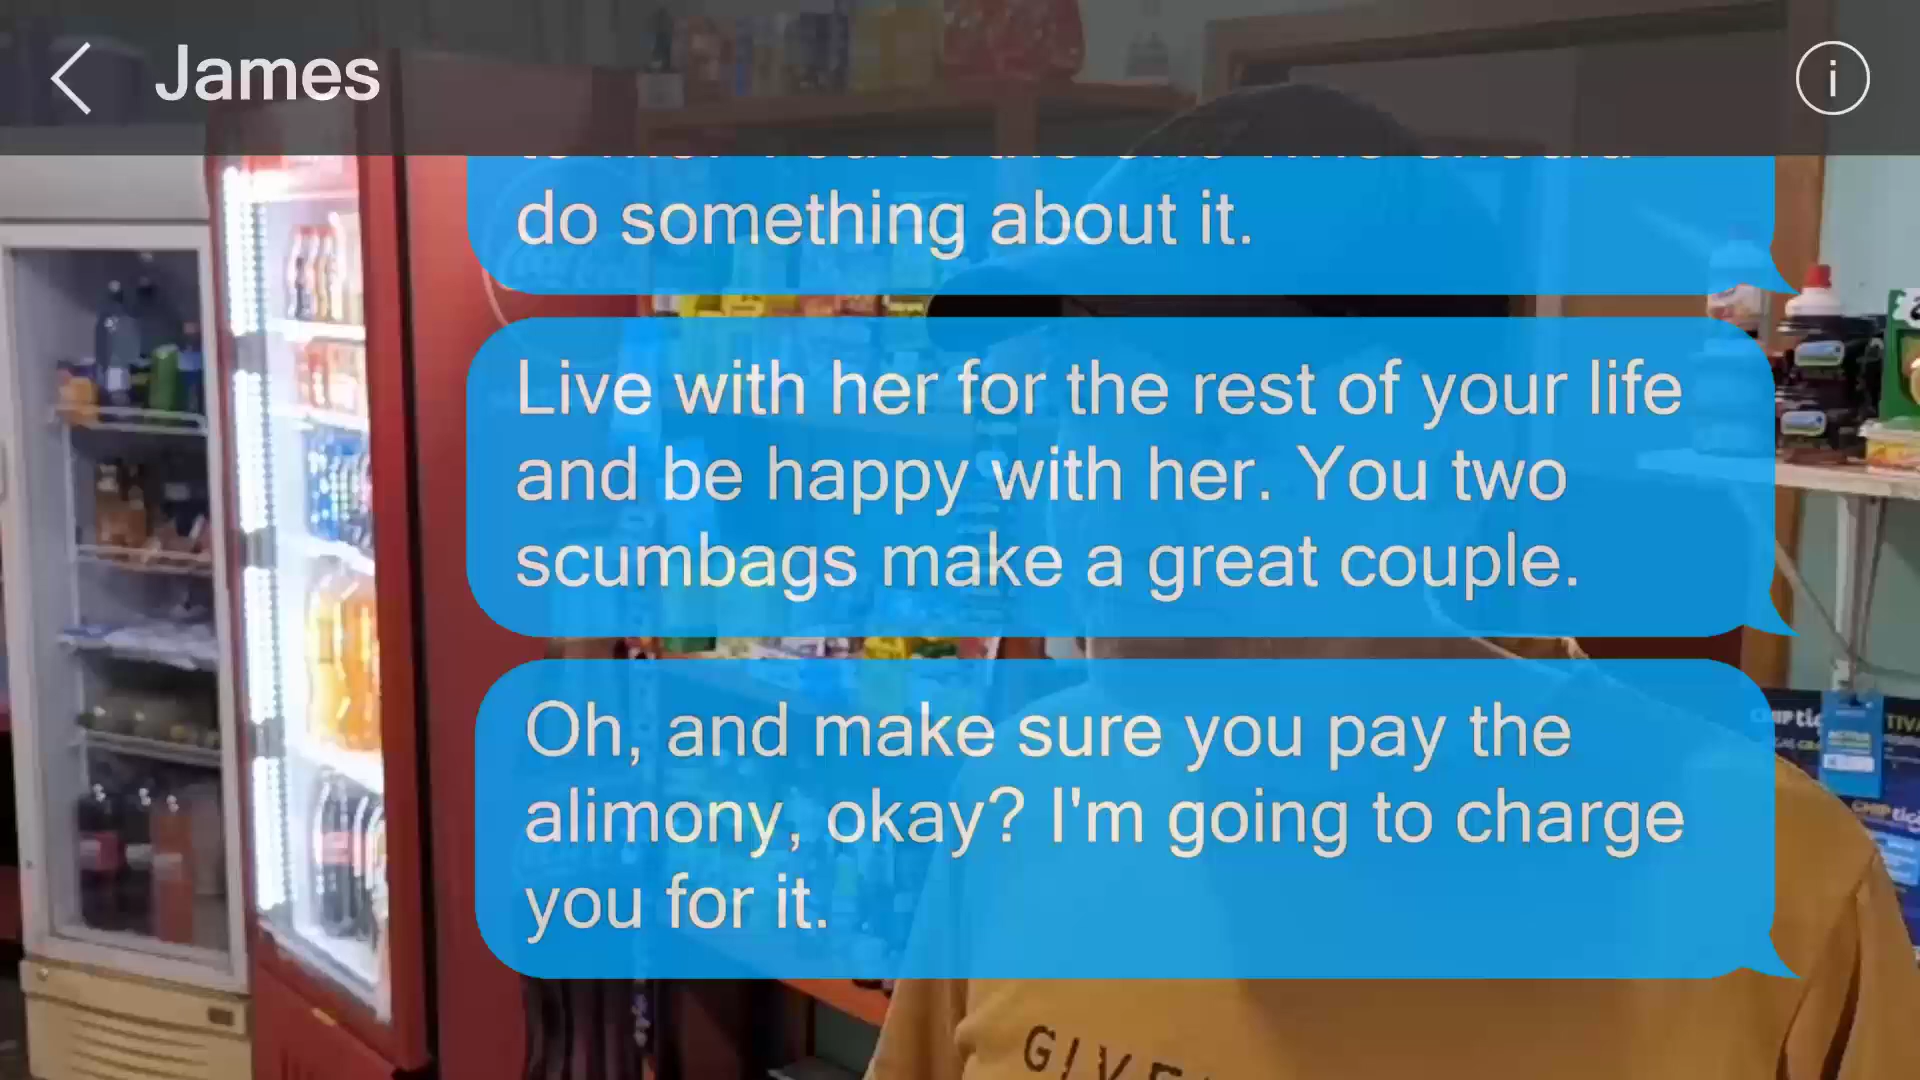 James
i
do something about it.
Live with her for the rest of your life
and be happy with her. You two
scumbags make a great couple.
Oh, and make sure you pay the
alimony, okay? I'm going to charge
you for it.
GIVE